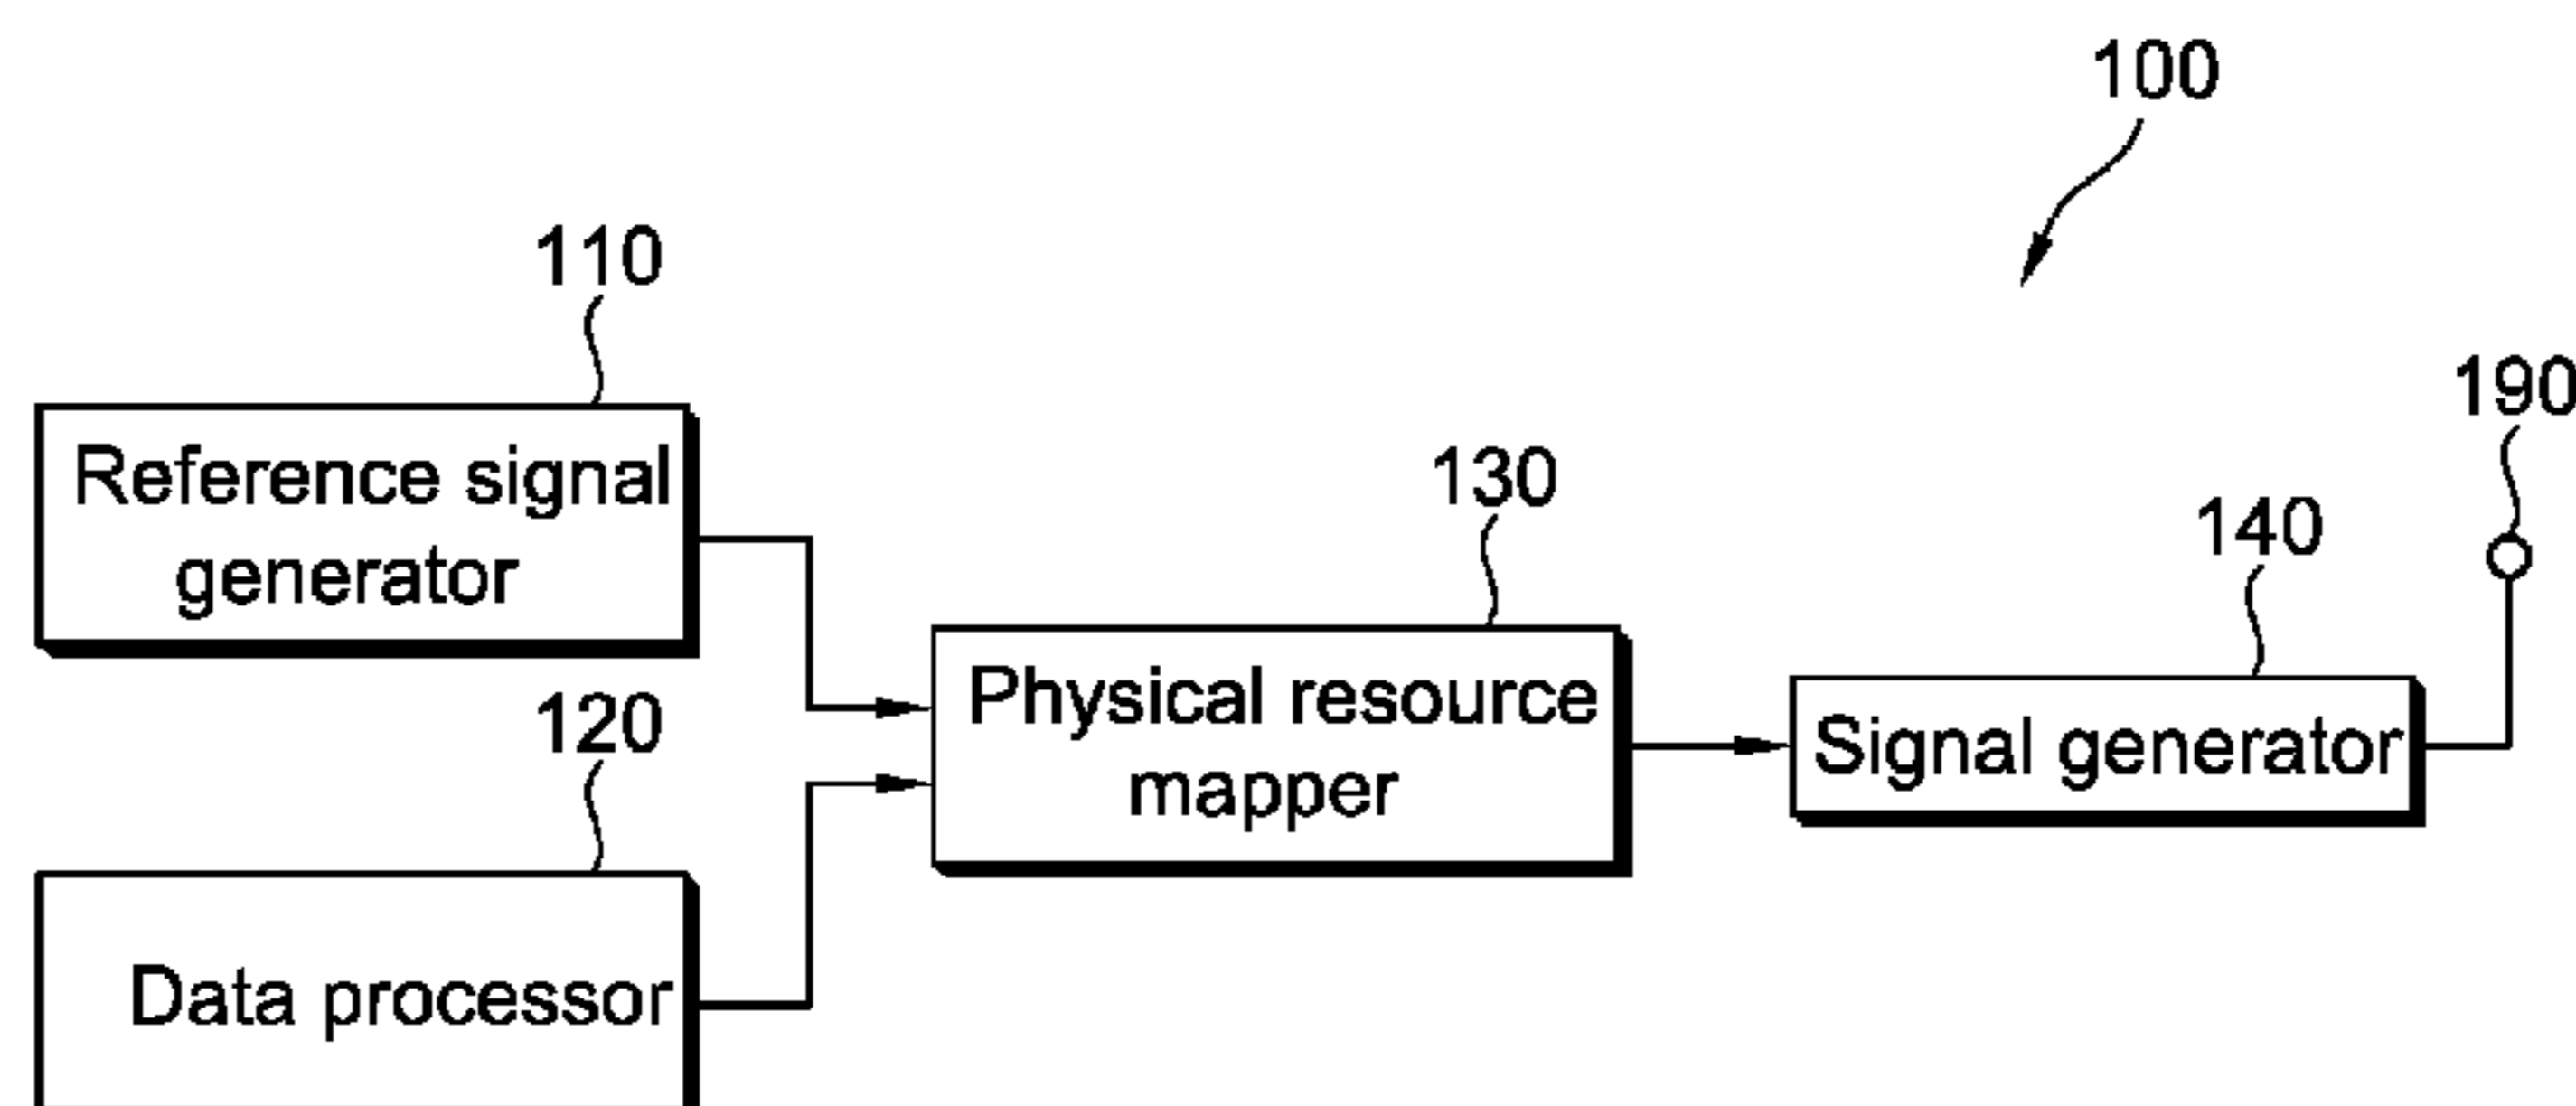 100
110
190
Reference signal
generator
130
140
120
Physical resource
mapper
Signal generator
Data processor